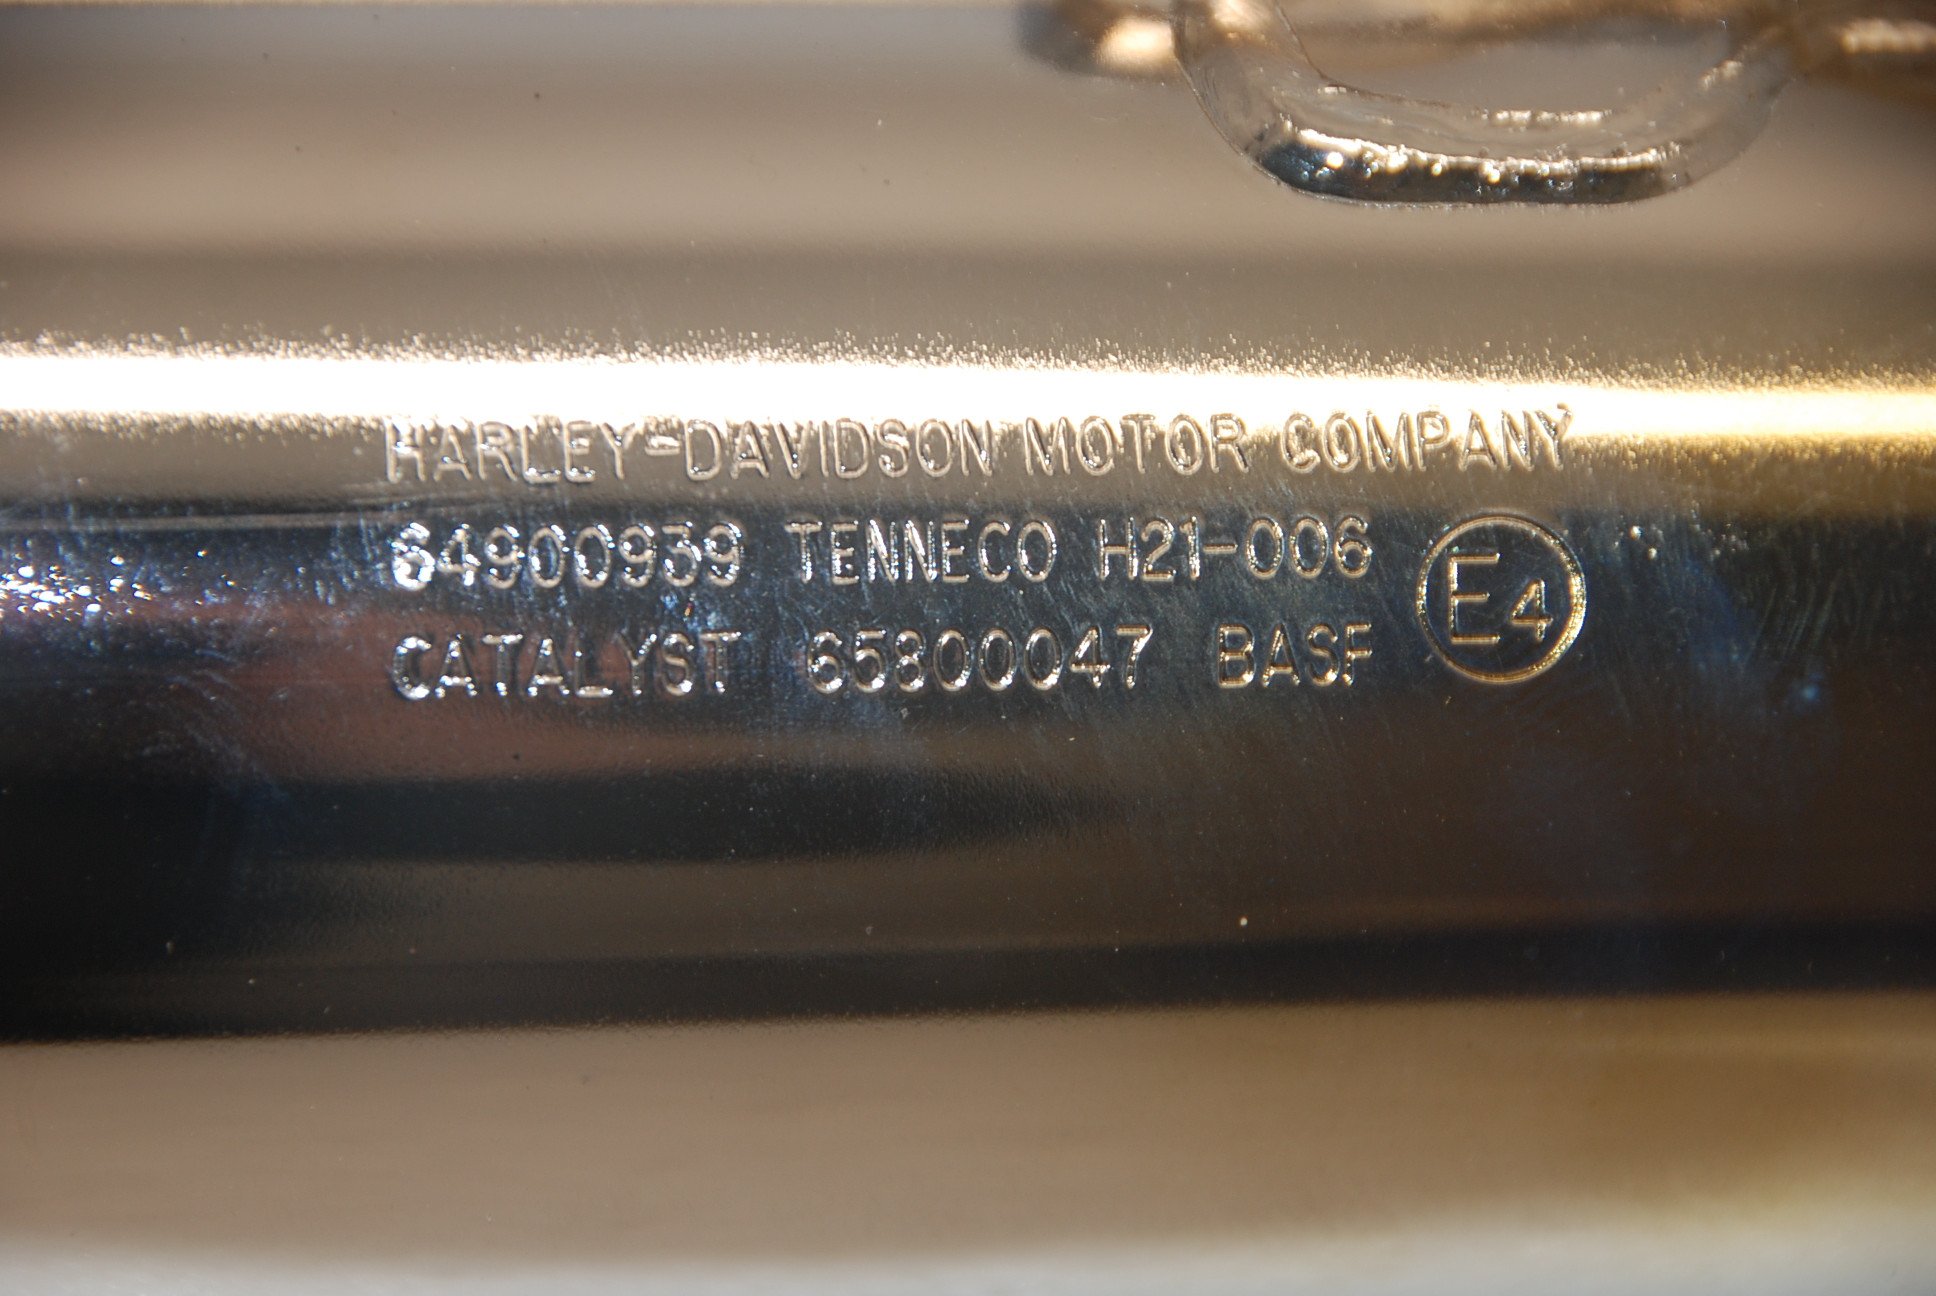 HARLEY-DAVIDSON MOTOR COMPANY
64900939 TENNECO H21-006 E4
CATALYST 65800047 BASF